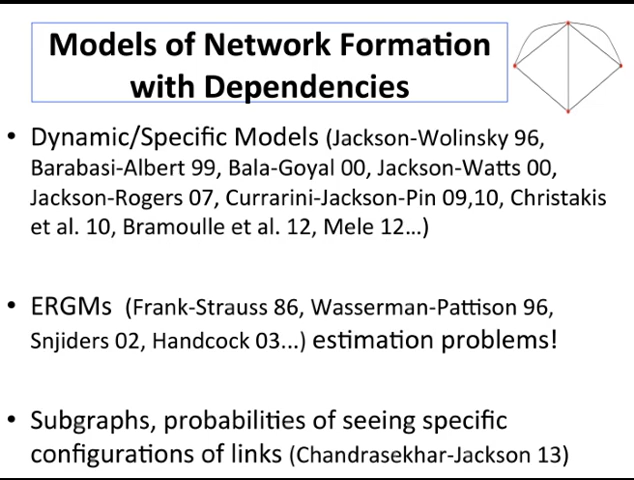 Models of Network Formation
with Dependencies
• Dynamic/Specific Models (Jackson-Wolinsky 96,
Barabasi-Albert 99, Bala-Goyal 00, Jackson-Watts 00,
Jackson-Rogers 07, Currarini-Jackson-Pin 09,10, Christakis
et al. 10, Bramoulle et al. 12, Mele 12...)
• ERGMs (Frank-Strauss 86, Wasserman-Pattison 96,
Snjiders 02, Handcock 03...) estimation problems!
• Subgraphs, probabilities of seeing specific
configurations of links (Chandrasekhar-Jackson 13)